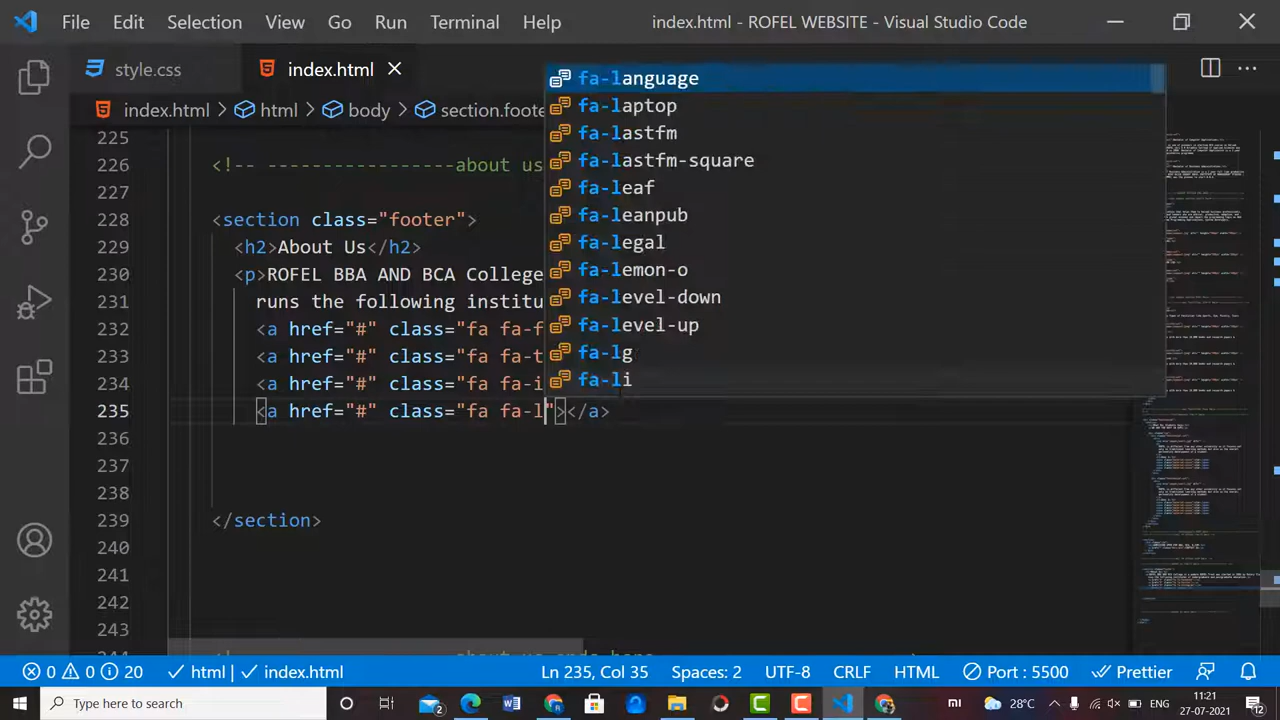 File Edit Selection View Go Run Terminal Help index.html - ROFEL WEBSITE - Visual Studio Code
style.css index.html
index.html > html > body > section.foote
225
226 <!-- -----------------about us
227
228 <section class="footer">
229 <h2>About Us</h2>
230 <p>ROFEL BBA AND BCA College
231 runs the following institu
232 <a href="#" class="fa fa-f
233 <a href="#" class="fa fa-t
234 <a href="#" class="fa fa-i
235 <a href="#" class="fa fa-l"></a>
236
237
238
239 </section>
240
241
242
243
fa-language
fa-laptop
fa-lastfm
fa-lastfm-square
fa-leaf
fa-leanpub
fa-legal
fa-lemon-o
fa-level-down
fa-level-up
fa-lg
fa-li
0 0 20 html | index.html Ln 235, Col 35 Spaces: 2 UTF-8 CRLF HTML Port : 5500 Prettier
Type here to search
2
28°C ENG
11:21
27-07-2021
12